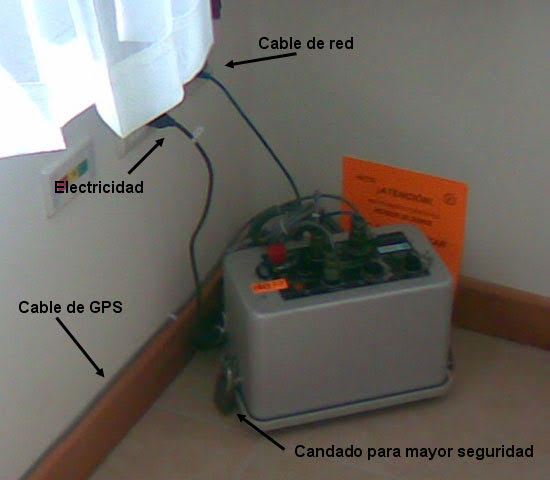 Cable de red
Electricidad
¡ATENCIÓN!
Cable de GPS
Candado para mayor seguridad